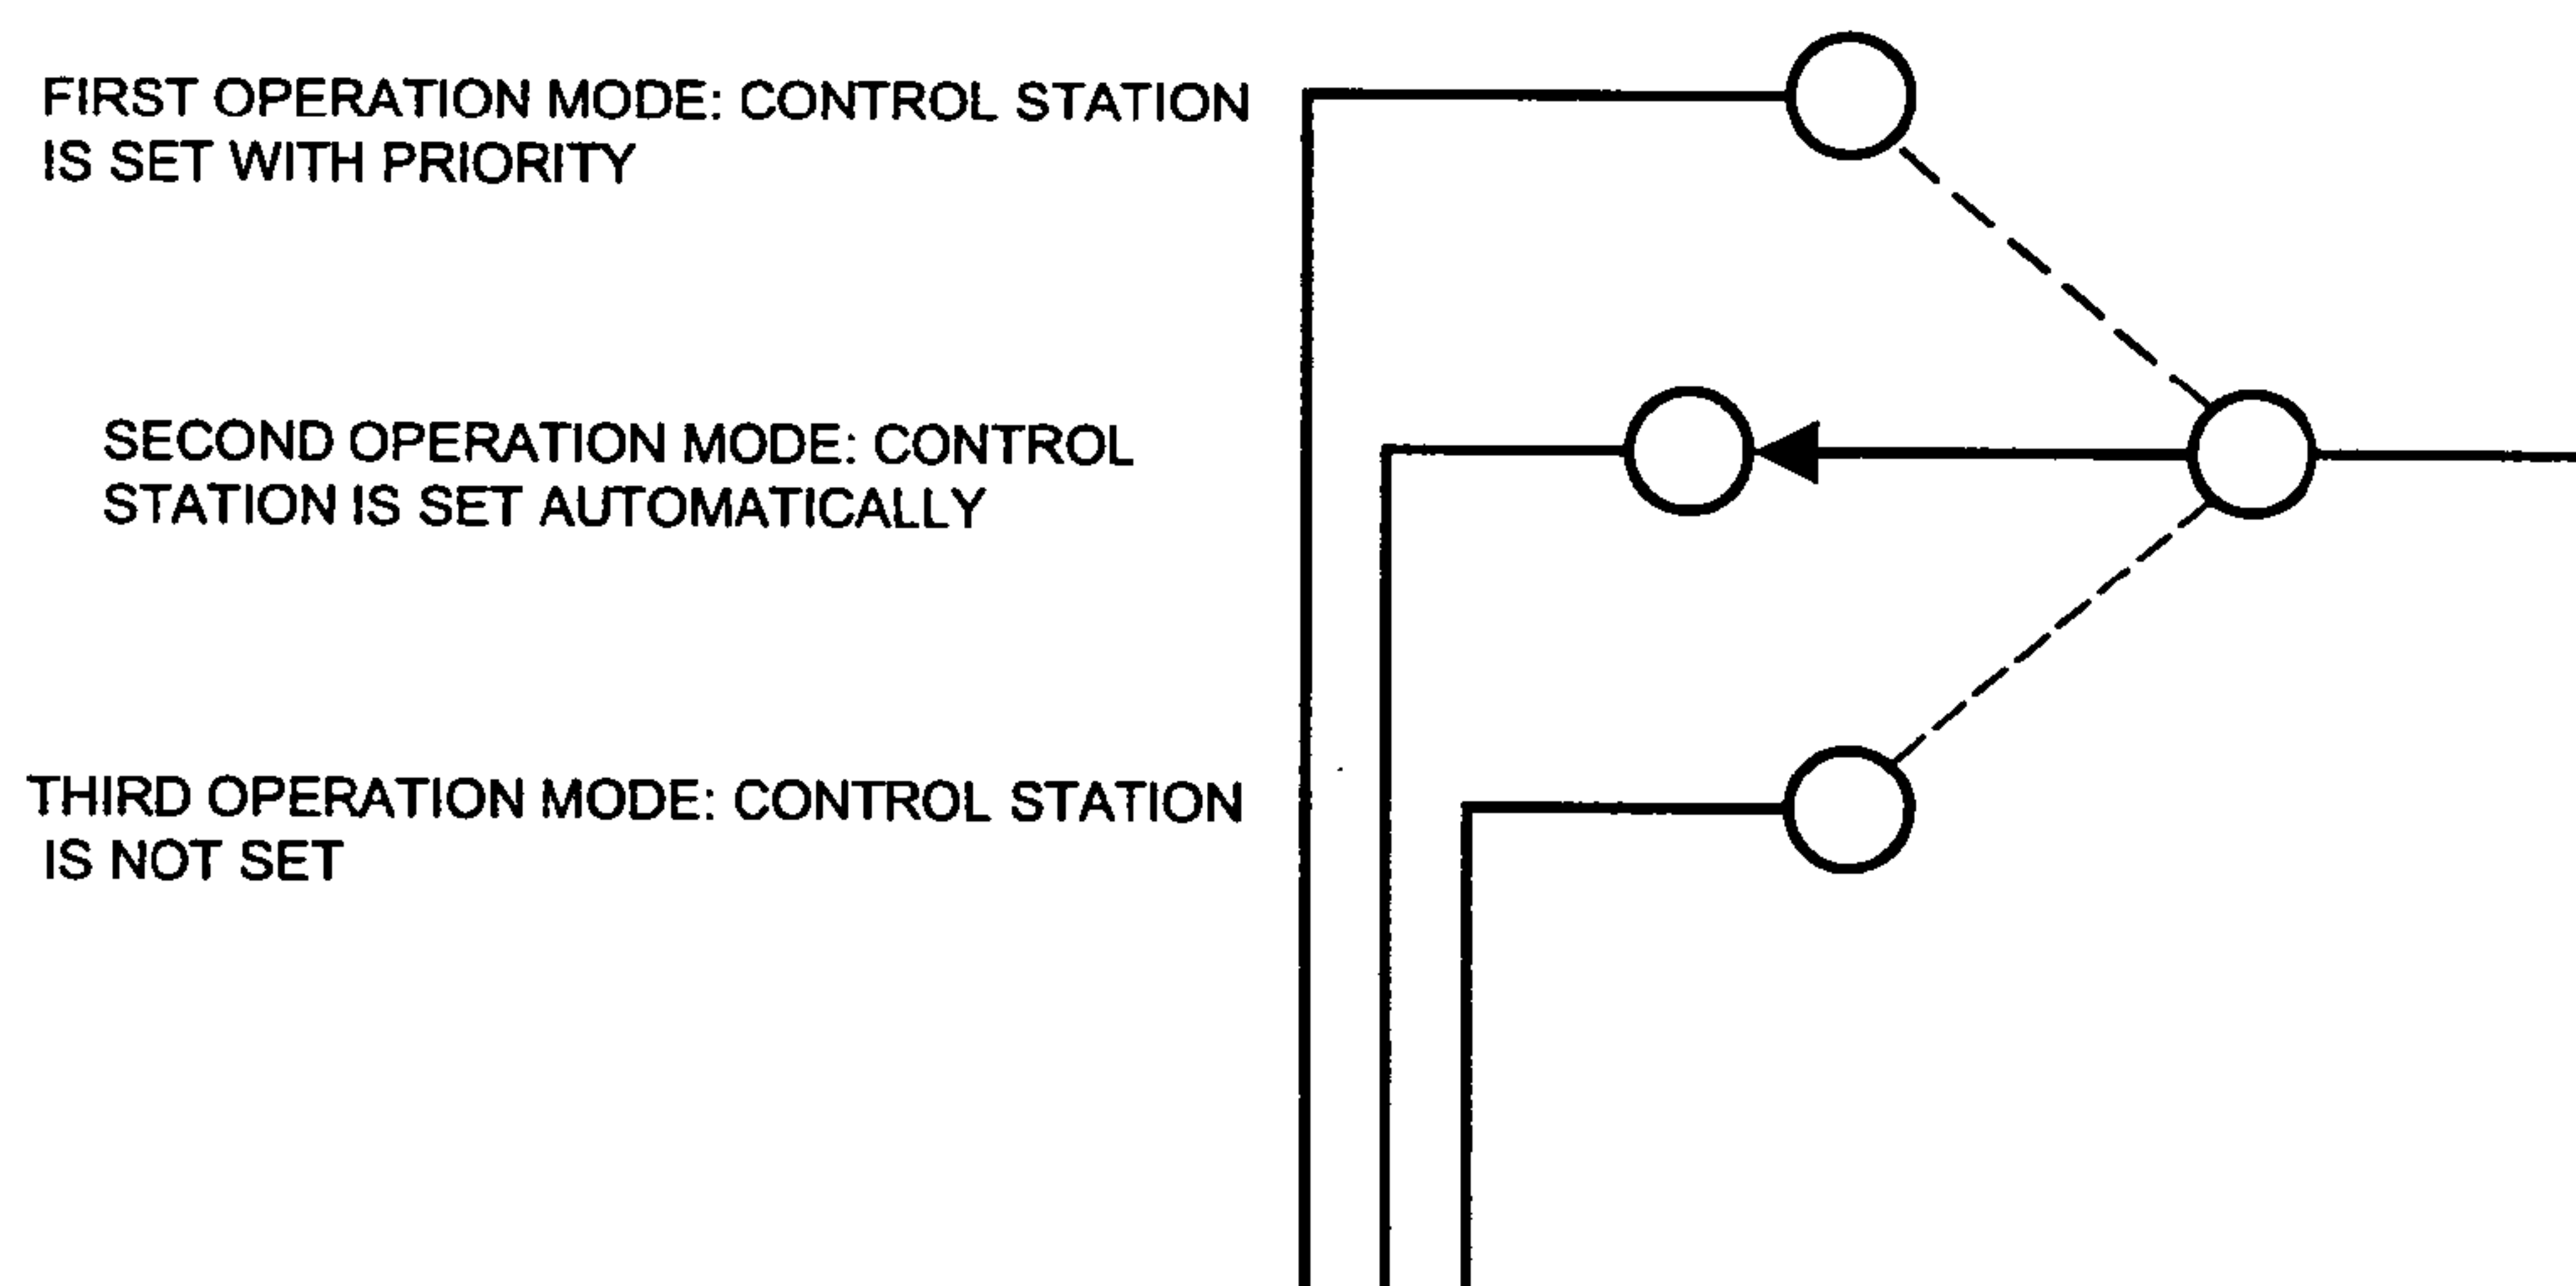 FIRST OPERATION MODE: CONTROL STATION
IS SET WITH PRIORITY
SECOND OPERATION MODE: CONTROL
STATION IS SET AUTOMATICALLY
THIRD OPERATION MODE: CONTROL STATION
IS NOT SET